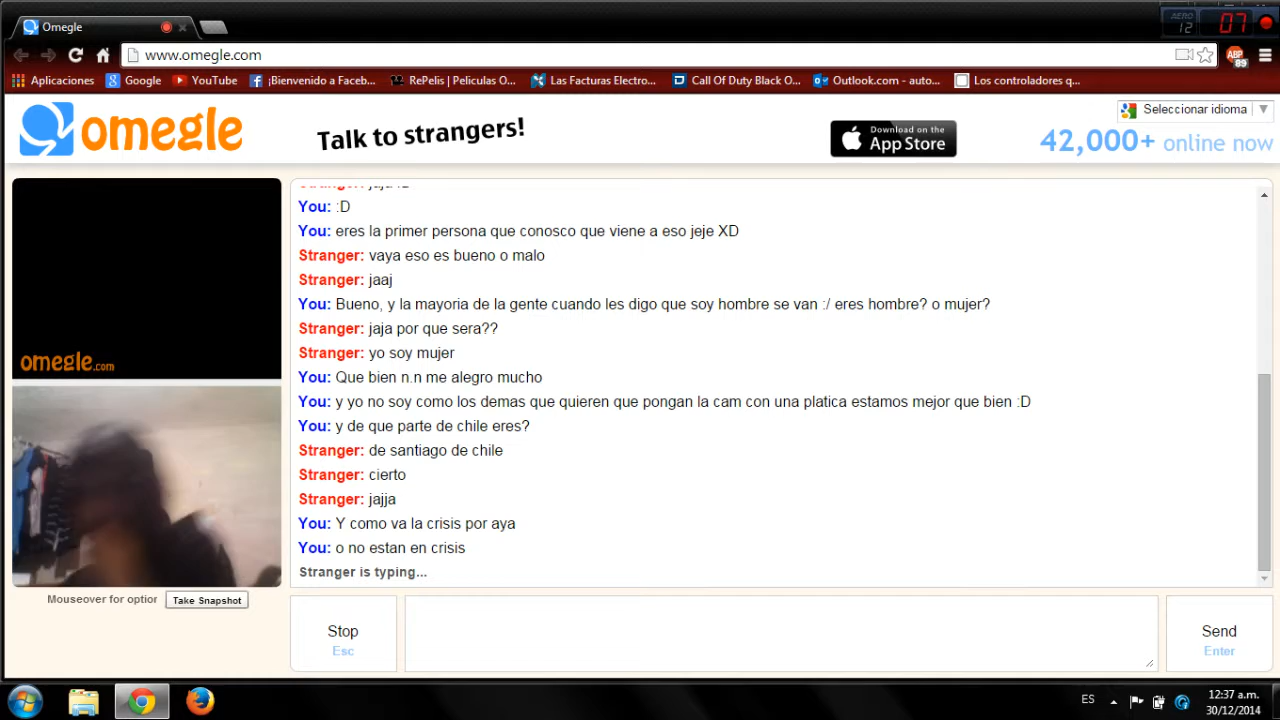 Omegle
AERO
12
07
www.omegle.com
ABP
89
Aplicaciones Google YouTube ¡Bienvenido a Faceb... RePelis | Peliculas O... Las Facturas Electro... Call Of Duty Black O... Outlook.com - auto... Los controladores q...
omegle
Talk to strangers!
Download on the
App Store
Seleccionar idioma
42,000+ online now
You: :D
You: eres la primer persona que conosco que viene a eso jeje XD
Stranger: vaya eso es bueno o malo
Stranger: jaaj
You: Bueno, y la mayoria de la gente cuando les digo que soy hombre se van :/ eres hombre? o mujer?
Stranger: jaja por que sera??
Stranger: yo soy mujer
You: Que bien n.n me alegro mucho
You: y yo no soy como los demas que quieren que pongan la cam con una platica estamos mejor que bien :D
You: y de que parte de chile eres?
Stranger: de santiago de chile
Stranger: cierto
Stranger: jajja
You: Y como va la crisis por aya
You: o no estan en crisis
Stranger is typing...
omegle.com
Mouseover for option
Take Snapshot
Stop
Esc
Send
Enter
ES
12:37 a.m.
30/12/2014